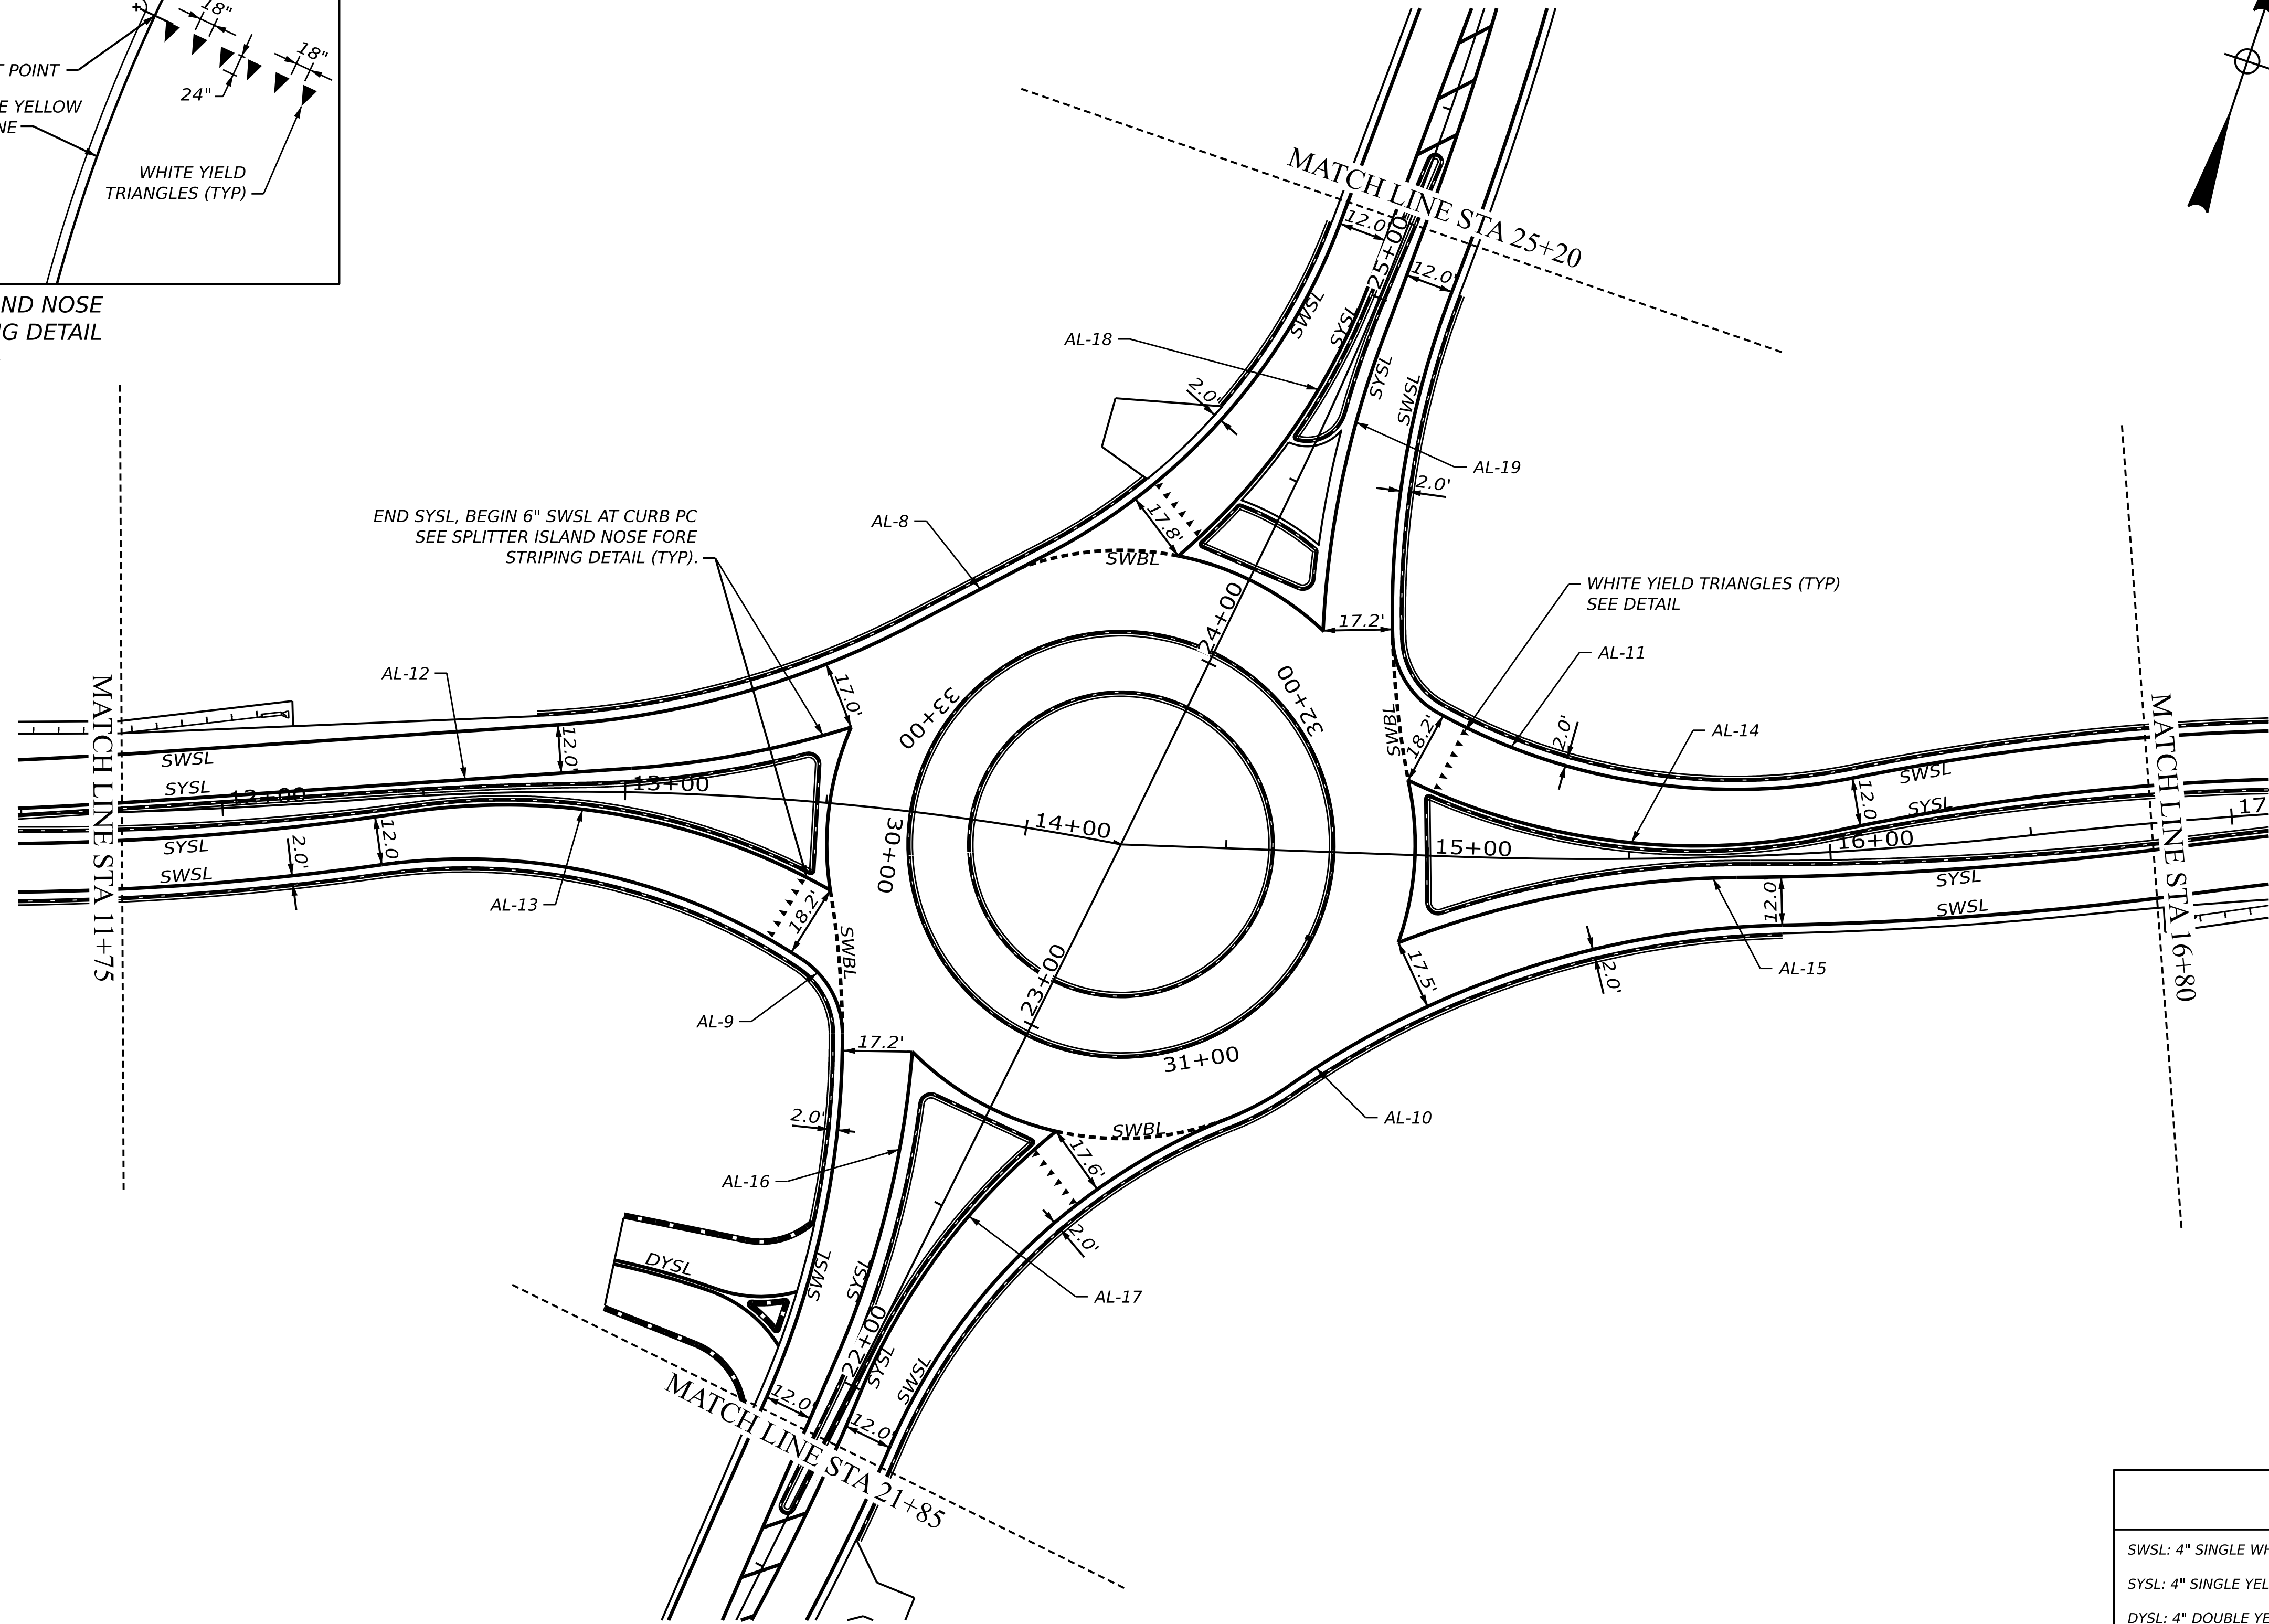 18"
18"
24"
T POINT
E YELLOW
NE
WHITE YIELD
TRIANGLES (TYP)
ND NOSE
G DETAIL
MATCH LINE STA 25+20
12.0'
25+00
12.0'
SWSL
SYSL
SYSL
SWSL
AL-18
2.0'
AL-19
2.0'
END SYSL, BEGIN 6" SWSL AT CURB PC
SEE SPLITTER ISLAND NOSE FORE
STRIPING DETAIL (TYP).
AL-8
17.8'
SWBL
24+00
17.2'
WHITE YIELD TRIANGLES (TYP)
SEE DETAIL
AL-11
AL-12
17.0'
33+00
32+00
SWBL
18.2'
2.0'
AL-14
MATCH LINE STA 11+75
SWSL
SYSL
12+00
12.0'
13+00
14+00
15+00
16+00
12.0'
SWSL
SYSL
17
MATCH LINE STA 16+80
SYSL
SWSL
2.0'
12.0'
AL-13
18.2'
30+00
SWBL
AL-9
SYSL
SWSL
12.0'
AL-15
17.5'
2.0'
23+00
31+00
17.2'
2.0'
AL-16
SWBL
17.6'
2.0'
AL-10
AL-17
DYSL
SWSL
SYSL
22+00
SYSL
SWSL
12.0'
12.0'
MATCH LINE STA 21+85
SWSL: 4" SINGLE WH
SYSL: 4" SINGLE YEL
DYSL: 4" DOUBLE YE